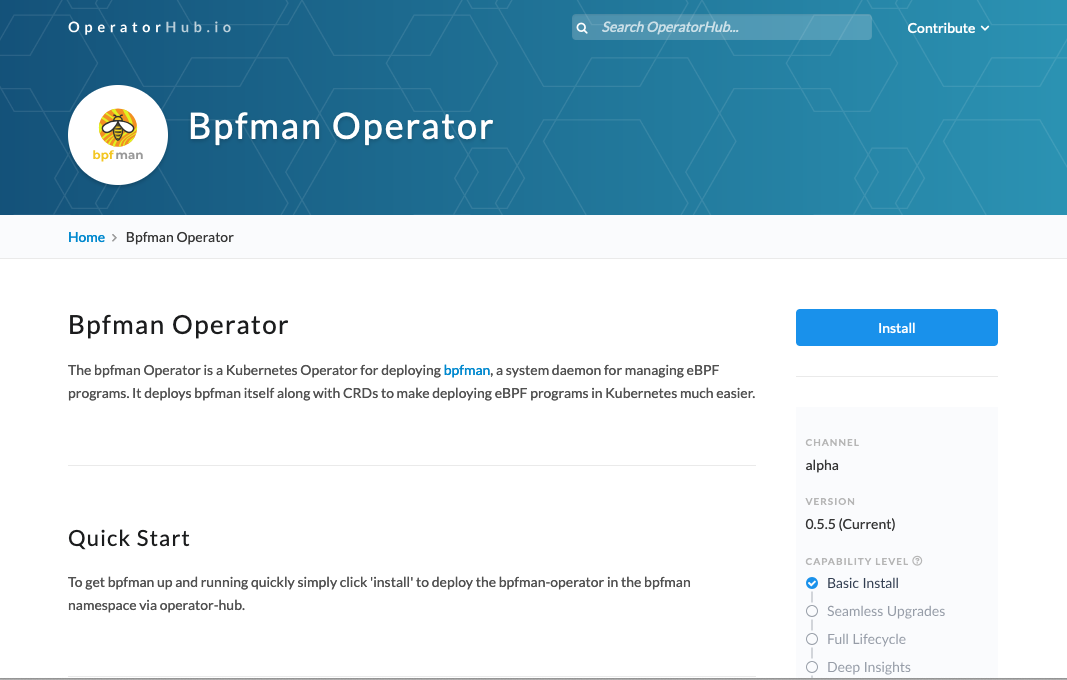 OperatorHub.io
Search OperatorHub...
Contribute
bpfman
Bpfman Operator
Home > Bpfman Operator
Bpfman Operator
The bpfman Operator is a Kubernetes Operator for deploying bpfman, a system daemon for managing eBPF
programs. It deploys bpfman itself along with CRDs to make deploying eBPF programs in Kubernetes much easier.
Quick Start
To get bpfman up and running quickly simply click 'install' to deploy the bpfman-operator in the bpfman
namespace via operator-hub.
Install
CHANNEL
alpha
VERSION
0.5.5 (Current)
CAPABILITY LEVEL
Basic Install
Seamless Upgrades
Full Lifecycle
Deep Insights